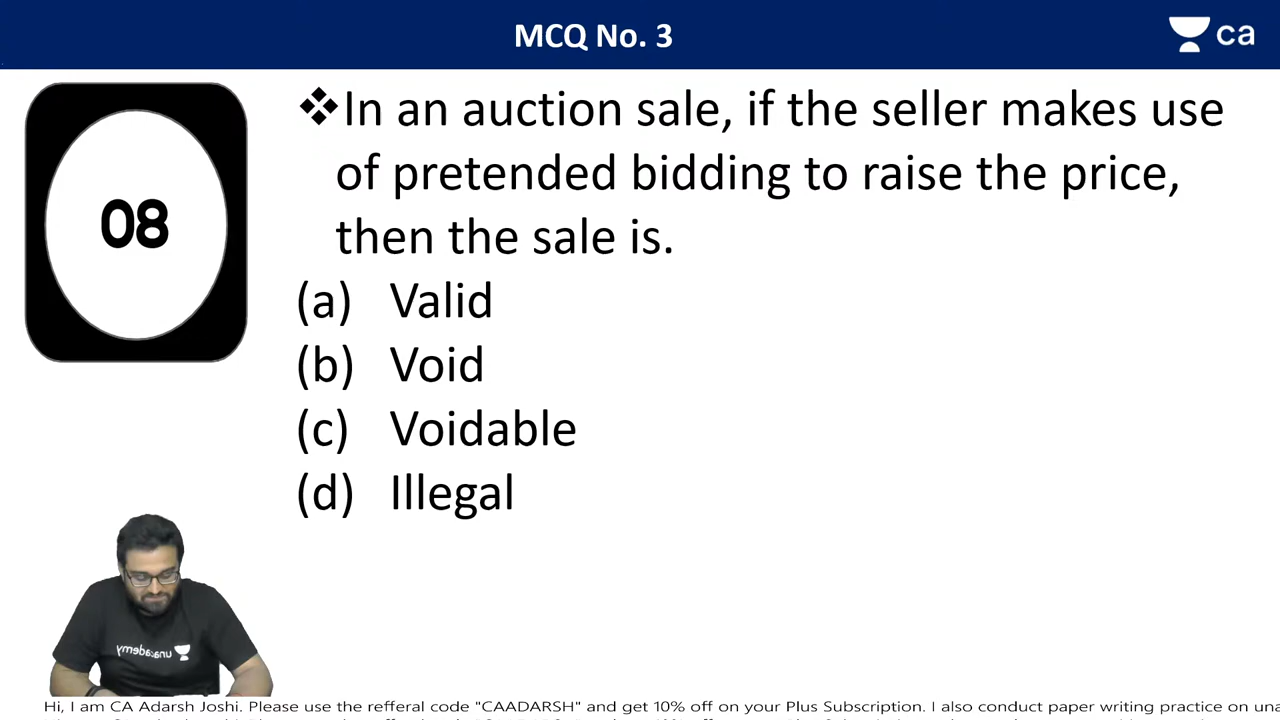 MCQ No. 3
ca
08
❖In an auction sale, if the seller makes use
of pretended bidding to raise the price,
then the sale is.
(a) Valid
(b) Void
(c) Voidable
(d) Illegal
unacademy
Hi, I am CA Adarsh Joshi. Please use the refferal code "CAADARSH" and get 10% off on your Plus Subscription. I also conduct paper writing practice on una